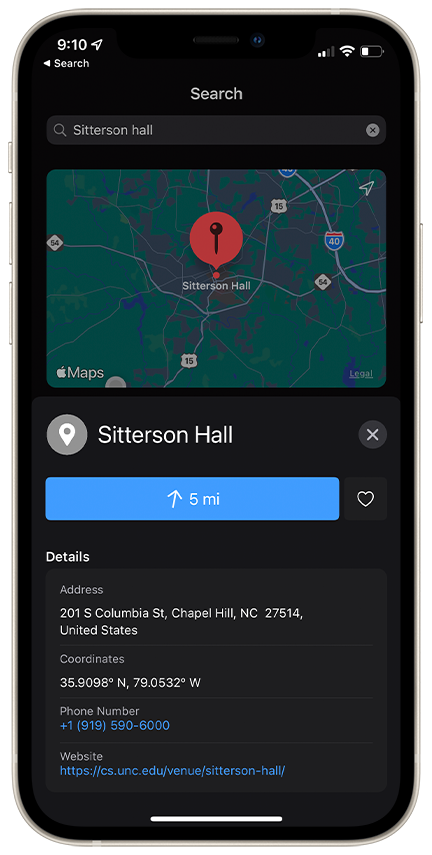 9:10
◀ Search
Search
Sitterson hall
40
15
54
40
54
Sitterson Hall
15
Maps
Legal
Sitterson Hall
5 mi
Details
Address
201 S Columbia St, Chapel Hill, NC 27514,
United States
Coordinates
35.9098° N, 79.0532° W
Phone Number
+1 (919) 590-6000
Website
https://cs.unc.edu/venue/sitterson-hall/